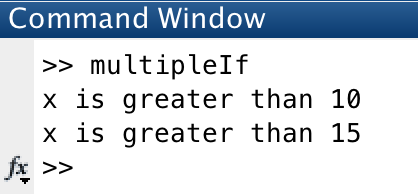 Command Window
>> multipleIf
x is greater than 10
x is greater than 15
fx >>